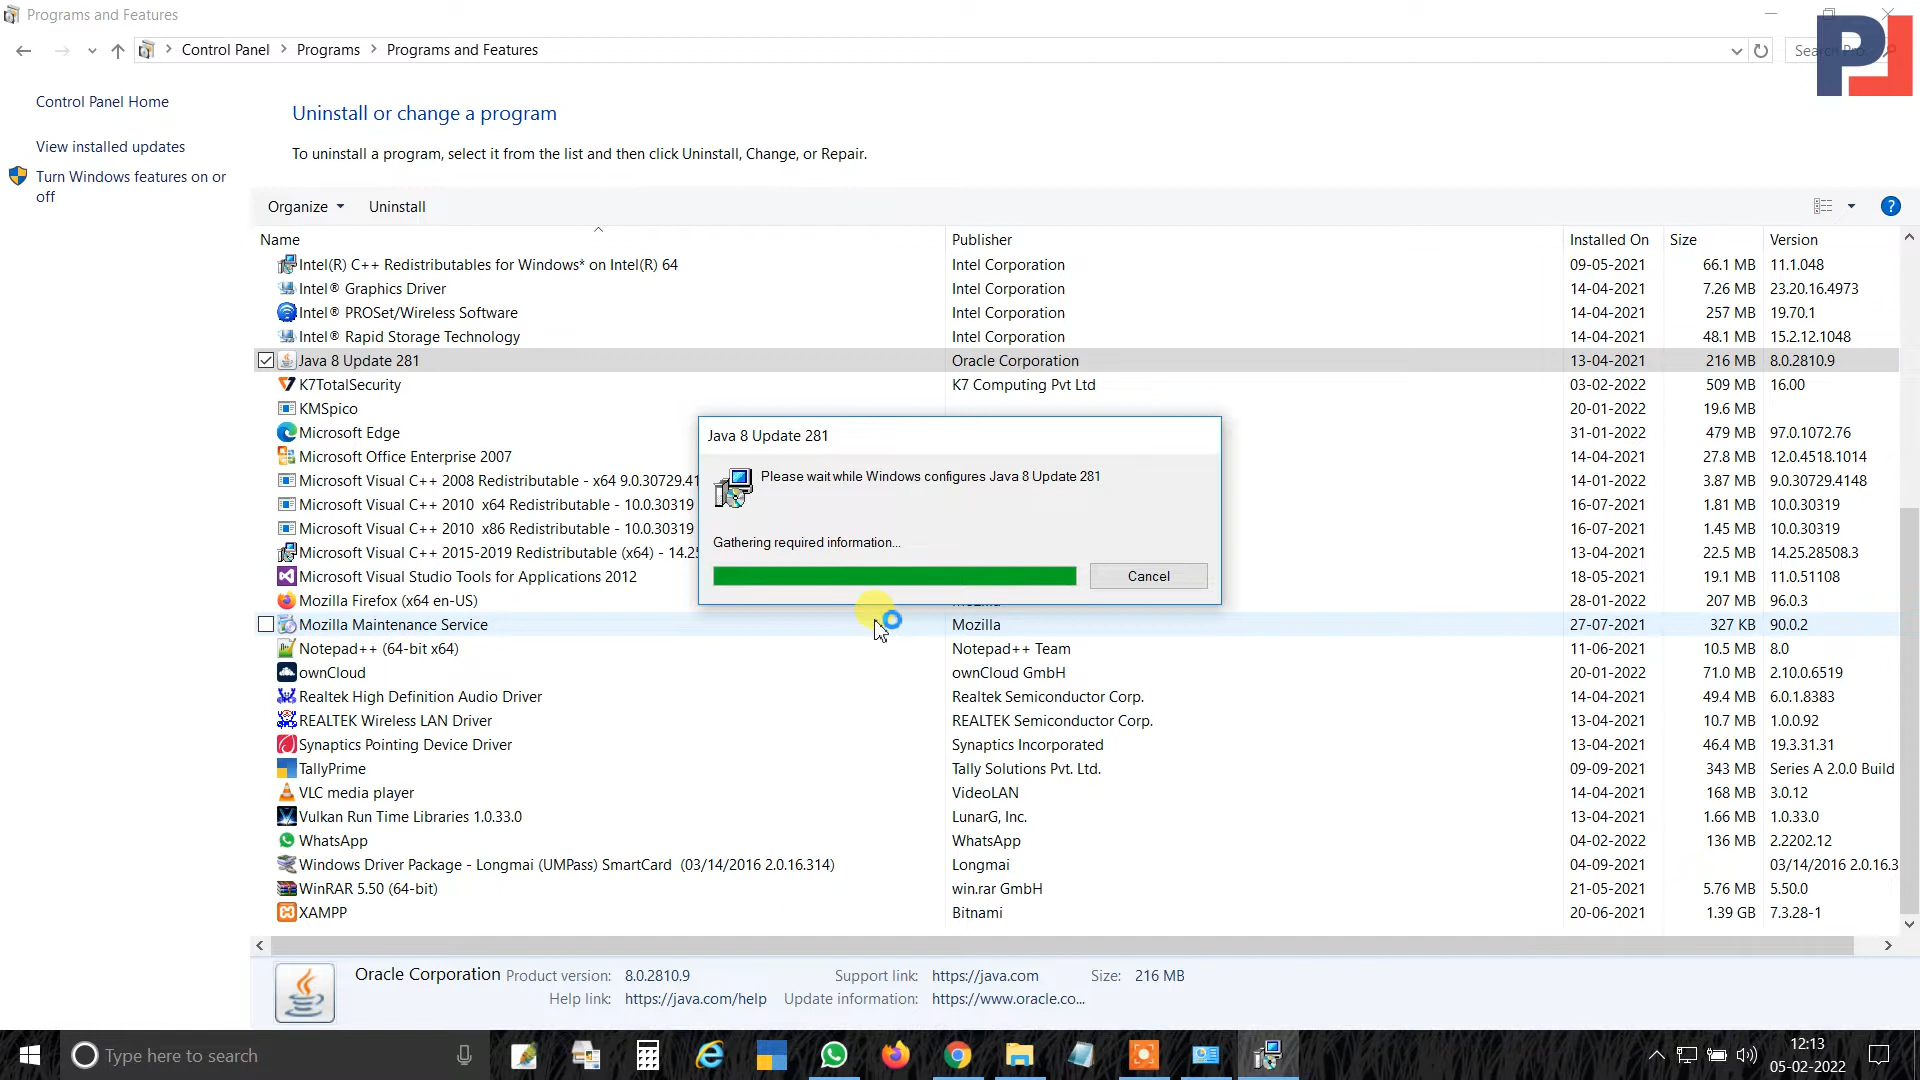 Programs and Features
Control Panel Programs Programs and Features
Control Panel Home
View installed updates
Turn Windows features on or off
Uninstall or change a program
To uninstall a program, select it from the list and then click Uninstall, Change, or Repair.
Organize Uninstall
Name Publisher Installed On Size Version
Intel(R) C++ Redistributables for Windows* on Intel(R) 64 Intel Corporation 09-05-2021 66.1 MB 11.1.048
Intel® Graphics Driver Intel Corporation 14-04-2021 7.26 MB 23.20.16.4973
Intel® PROSet/Wireless Software Intel Corporation 14-04-2021 257 MB 19.70.1
Intel® Rapid Storage Technology Intel Corporation 14-04-2021 48.1 MB 15.2.12.1048
Java 8 Update 281 Oracle Corporation 13-04-2021 216 MB 8.0.2810.9
K7TotalSecurity K7 Computing Pvt Ltd 03-02-2022 509 MB 16.00
KMSpico 20-01-2022 19.6 MB
Microsoft Edge 31-01-2022 479 MB 97.0.1072.76
Microsoft Office Enterprise 2007 14-04-2021 27.8 MB 12.0.4518.1014
Microsoft Visual C++ 2008 Redistributable - x64 9.0.30729.41 14-01-2022 3.87 MB 9.0.30729.4148
Microsoft Visual C++ 2010 x64 Redistributable - 10.0.30319 16-07-2021 1.81 MB 10.0.30319
Microsoft Visual C++ 2010 x86 Redistributable - 10.0.30319 16-07-2021 1.45 MB 10.0.30319
Microsoft Visual C++ 2015-2019 Redistributable (x64) - 14.25 13-04-2021 22.5 MB 14.25.28508.3
Microsoft Visual Studio Tools for Applications 2012 18-05-2021 19.1 MB 11.0.51108
Mozilla Firefox (x64 en-US) 28-01-2022 207 MB 96.0.3
Mozilla Maintenance Service Mozilla 27-07-2021 327 KB 90.0.2
Notepad++ (64-bit x64) Notepad++ Team 11-06-2021 10.5 MB 8.0
ownCloud ownCloud GmbH 20-01-2022 71.0 MB 2.10.0.6519
Realtek High Definition Audio Driver Realtek Semiconductor Corp. 14-04-2021 49.4 MB 6.0.1.8383
REALTEK Wireless LAN Driver REALTEK Semiconductor Corp. 13-04-2021 10.7 MB 1.0.0.92
Synaptics Pointing Device Driver Synaptics Incorporated 13-04-2021 46.4 MB 19.3.31.31
TallyPrime Tally Solutions Pvt. Ltd. 09-09-2021 343 MB Series A 2.0.0 Build
VLC media player VideoLAN 14-04-2021 168 MB 3.0.12
Vulkan Run Time Libraries 1.0.33.0 LunarG, Inc. 13-04-2021 1.66 MB 1.0.33.0
WhatsApp WhatsApp 04-02-2022 136 MB 2.2202.12
Windows Driver Package - Longmai (UMPass) SmartCard (03/14/2016 2.0.16.314) Longmai 04-09-2021 03/14/2016 2.0.16.3
WinRAR 5.50 (64-bit) win.rar GmbH 21-05-2021 5.76 MB 5.50.0
XAMPP Bitnami 20-06-2021 1.39 GB 7.3.28-1
Java 8 Update 281
Please wait while Windows configures Java 8 Update 281
Gathering required information...
Cancel
Oracle Corporation Product version: 8.0.2810.9 Support link: https://java.com Size: 216 MB
Help link: https://java.com/help Update information: https://www.oracle.co...
Type here to search
12:13
05-02-2022